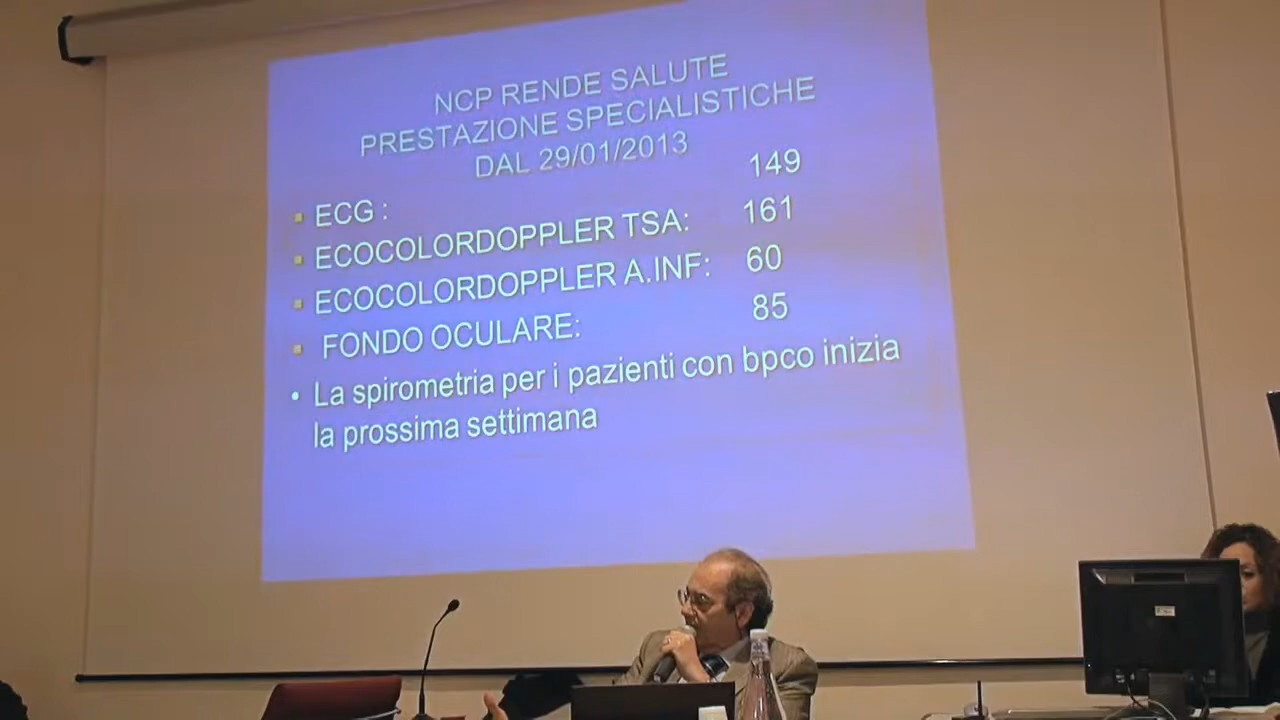 NCP RENDE SALUTE
PRESTAZIONE SPECIALISTICHE
DAL 29/01/2013
ECG : 149
ECOCOLORDOPPLER TSA: 161
ECOCOLORDOPPLER A.INF: 60
FONDO OCULARE: 85
La spirometria per i pazienti con bpco inizia
la prossima settimana